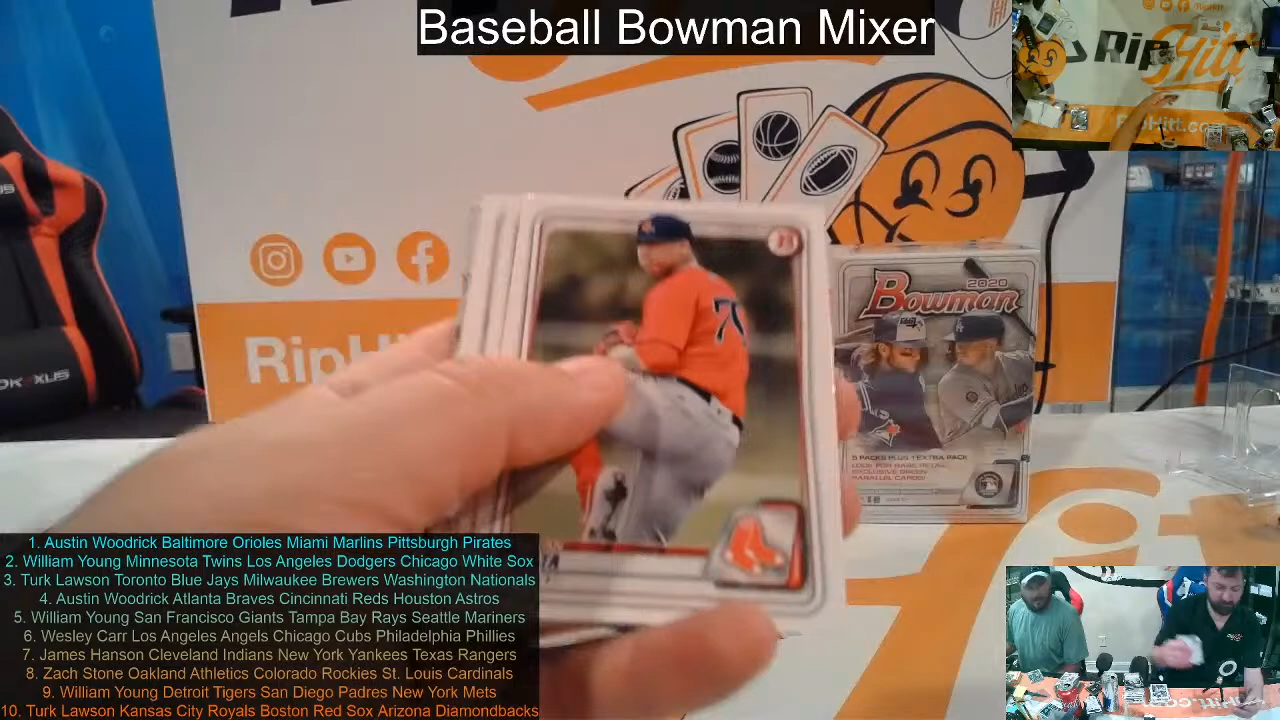 Baseball Bowman Mixer
Rip Hitt
RipHitt.com
2020
Bowman
5 PACKS PLUS 1 EXTRA PACK
LOOK FOR RARE RETAIL
EXCLUSIVE GREEN
PARALLEL CARDS!
1. Austin Woodrick Baltimore Orioles Miami Marlins Pittsburgh Pirates
2. William Young Minnesota Twins Los Angeles Dodgers Chicago White Sox
3. Turk Lawson Toronto Blue Jays Milwaukee Brewers Washington Nationals
4. Austin Woodrick Atlanta Braves Cincinnati Reds Houston Astros
5. William Young San Francisco Giants Tampa Bay Rays Seattle Mariners
6. Wesley Carr Los Angeles Angels Chicago Cubs Philadelphia Phillies
7. James Hanson Cleveland Indians New York Yankees Texas Rangers
8. Zach Stone Oakland Athletics Colorado Rockies St. Louis Cardinals
9. William Young Detroit Tigers San Diego Padres New York Mets
10. Turk Lawson Kansas City Royals Boston Red Sox Arizona Diamondbacks